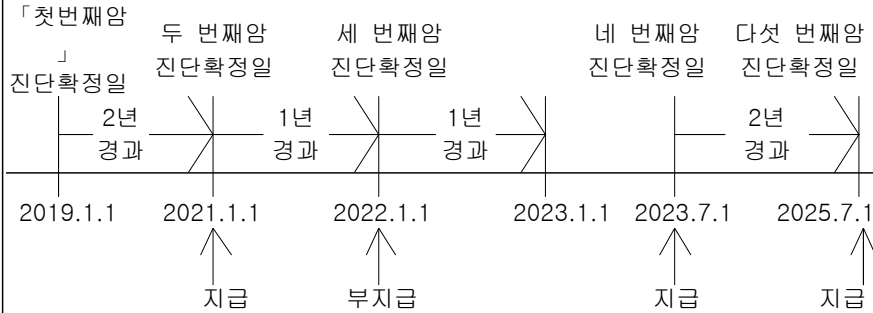 「첫번째암
」
진단확정일
두 번째암
진단확정일
세 번째암
진단확정일
네 번째암
진단확정일
다섯 번째암
진단확정일
2년
경과
1년
경과
1년
경과
2년
경과
2019.1.1 2021.1.1 2022.1.1 2023.1.1 2023.7.1 2025.7.1
지급 부지급 지급 지급